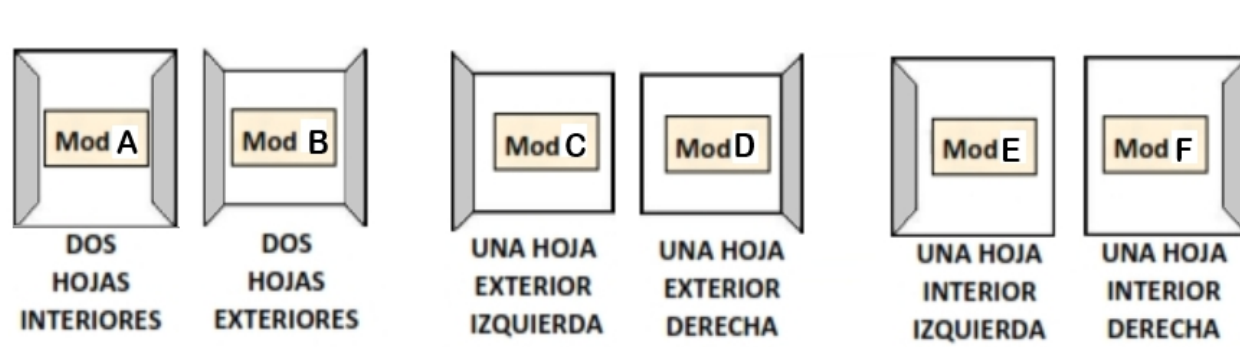 Mod A
DOS
HOJAS
INTERIORES
Mod B
DOS
HOJAS
EXTERIORES
Mod C
UNA HOJA
EXTERIOR
IZQUIERDA
Mod D
UNA HOJA
EXTERIOR
DERECHA
Mod E
UNA HOJA
INTERIOR
IZQUIERDA
Mod F
UNA HOJA
INTERIOR
DERECHA